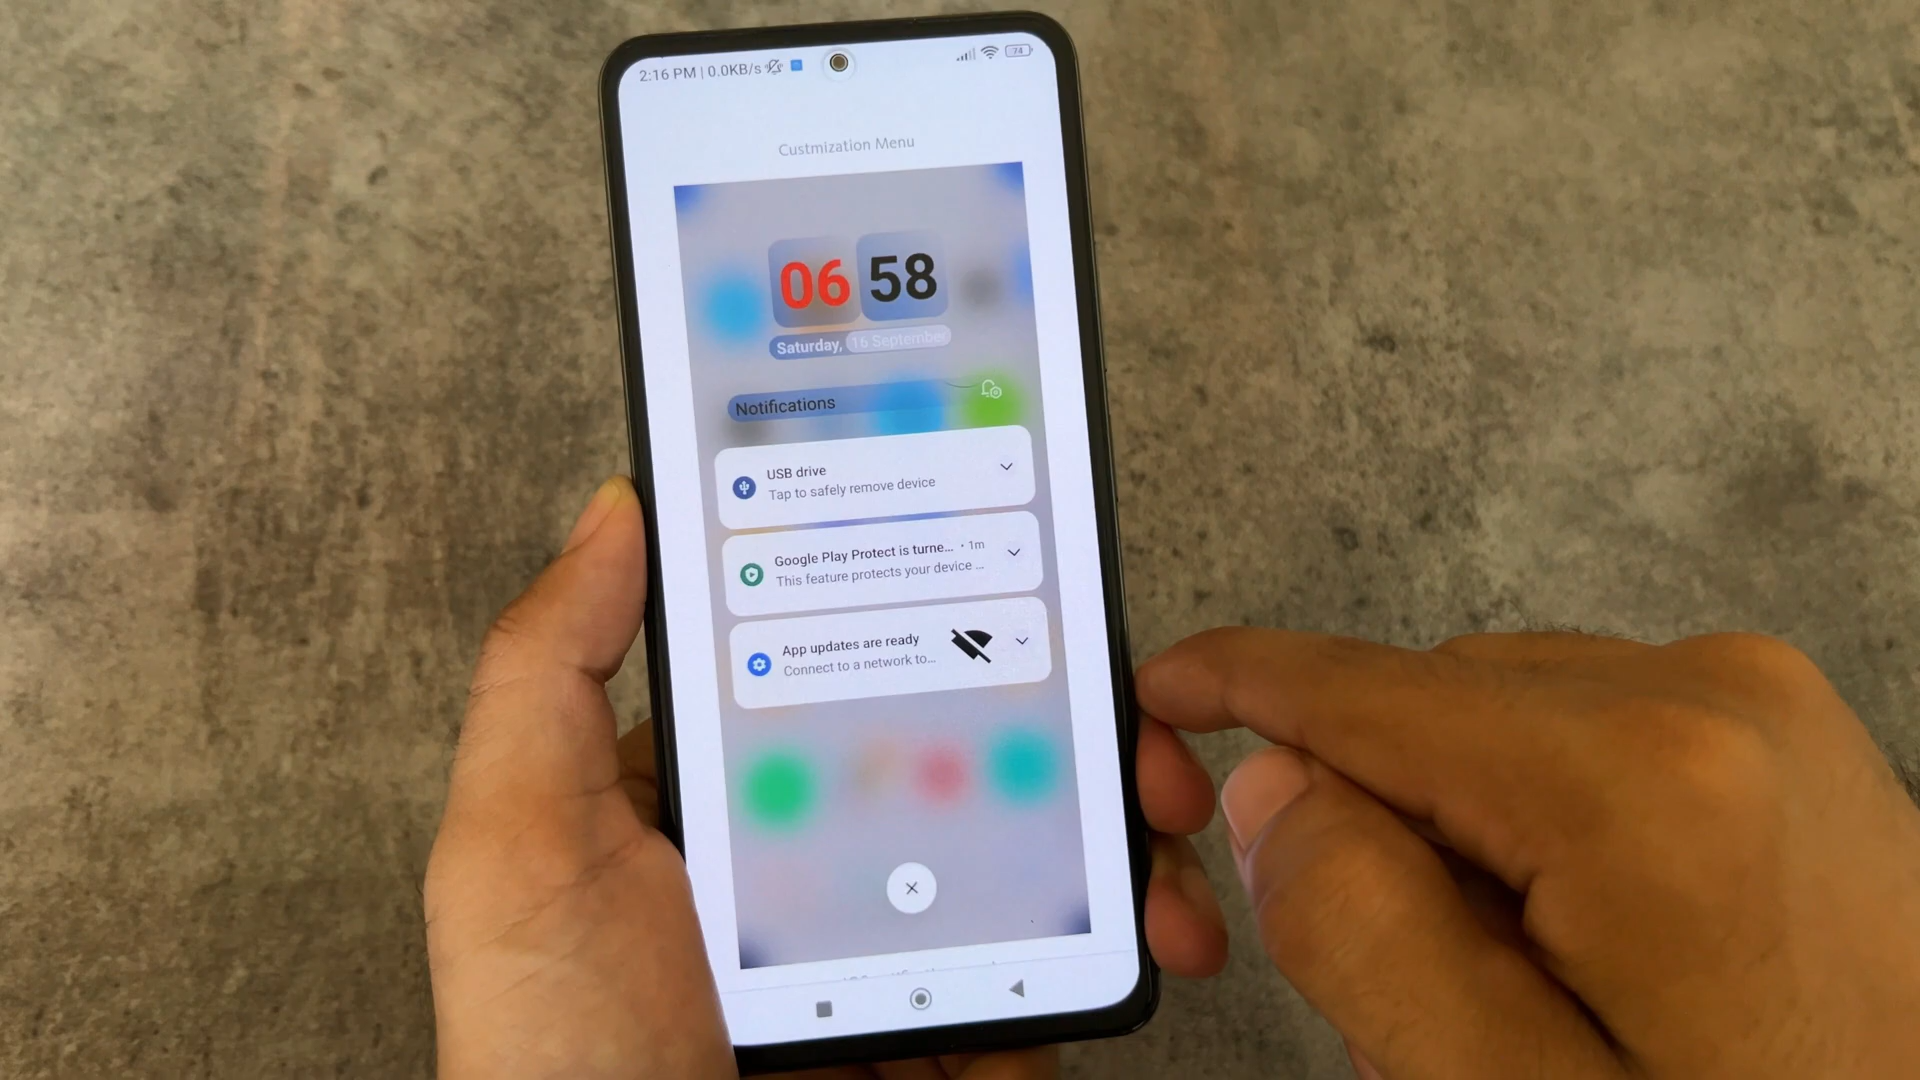 2:16 PM | 0.0KB/s
74
Custmization Menu
06 58
Saturday, 16 September
Notifications
USB drive
Tap to safely remove device
Google Play Protect is turne... · 1m
This feature protects your device ...
App updates are ready
Connect to a network to...